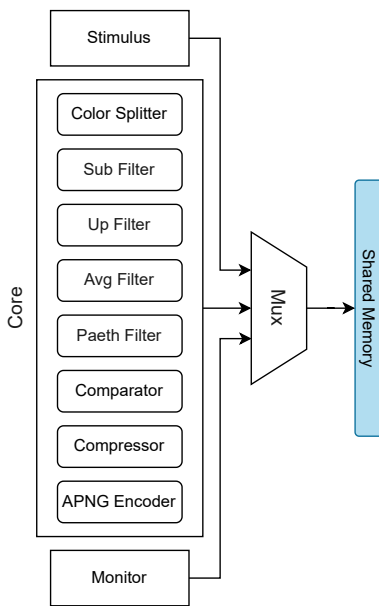 Stimulus
Core
Color Splitter
Sub Filter
Up Filter
Avg Filter
Paeth Filter
Comparator
Compressor
APNG Encoder
Monitor
Mux
Shared Memory